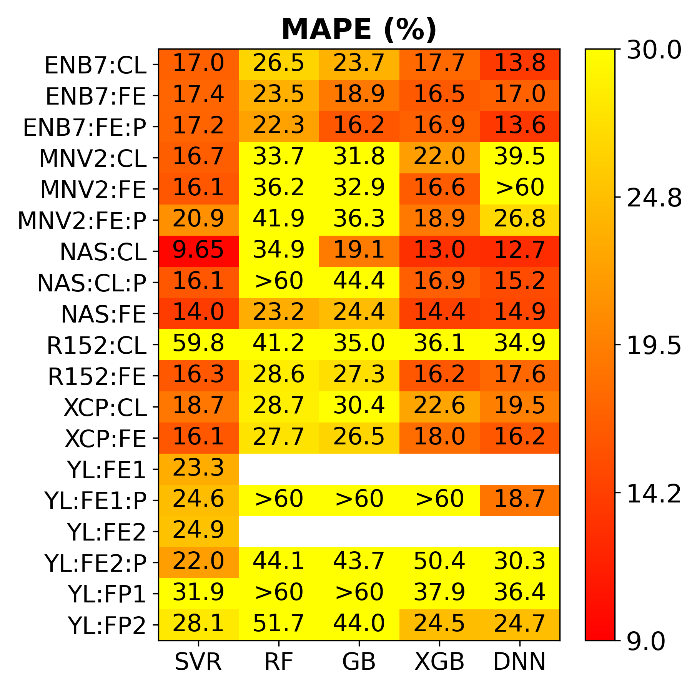 MAPE (%)
ENB7:CL 17.0 26.5 23.7 17.7 13.8
ENB7:FE 17.4 23.5 18.9 16.5 17.0
ENB7:FE:P 17.2 22.3 16.2 16.9 13.6
MNV2:CL 16.7 33.7 31.8 22.0 39.5
MNV2:FE 16.1 36.2 32.9 16.6 >60
MNV2:FE:P 20.9 41.9 36.3 18.9 26.8
NAS:CL 9.65 34.9 19.1 13.0 12.7
NAS:CL:P 16.1 >60 44.4 16.9 15.2
NAS:FE 14.0 23.2 24.4 14.4 14.9
R152:CL 59.8 41.2 35.0 36.1 34.9
R152:FE 16.3 28.6 27.3 16.2 17.6
XCP:CL 18.7 28.7 30.4 22.6 19.5
XCP:FE 16.1 27.7 26.5 18.0 16.2
YL:FE1 23.3
YL:FE1:P 24.6 >60 >60 >60 18.7
YL:FE2 24.9
YL:FE2:P 22.0 44.1 43.7 50.4 30.3
YL:FP1 31.9 >60 >60 37.9 36.4
YL:FP2 28.1 51.7 44.0 24.5 24.7
SVR RF GB XGB DNN
30.0
24.8
19.5
14.2
9.0